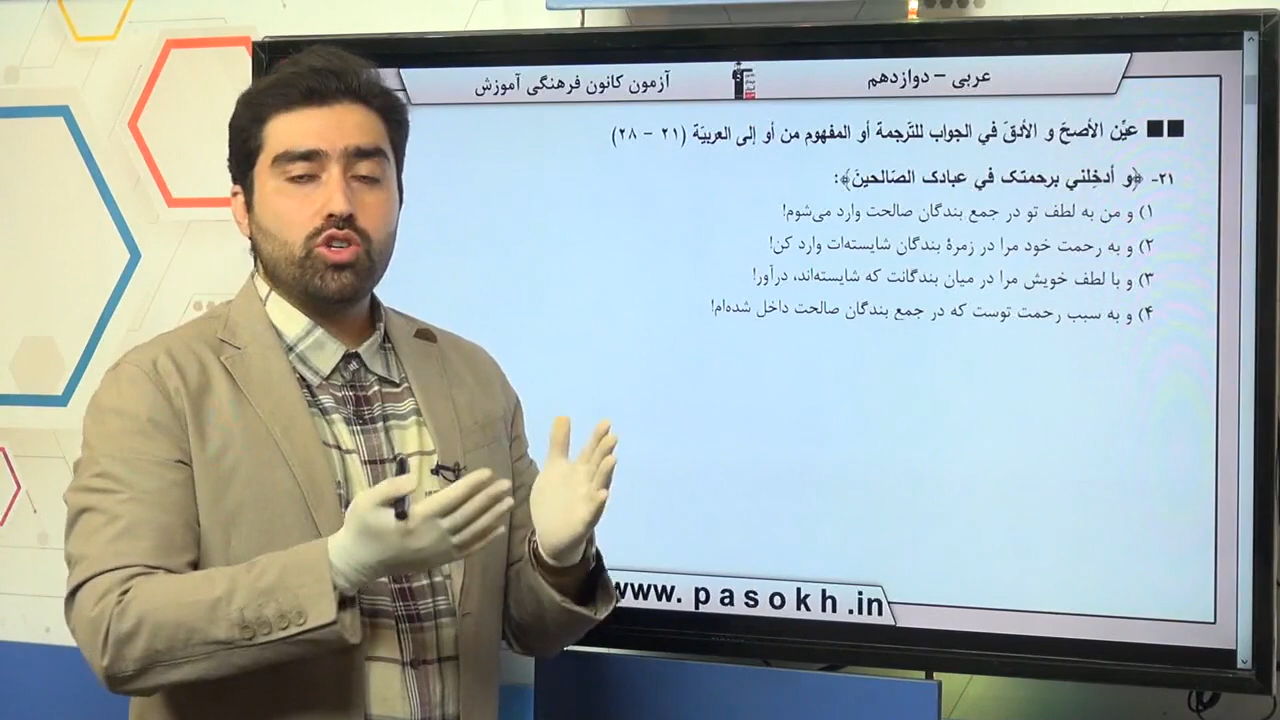 عربی – دوازدهم
آزمون کانون فرهنگی آموزش
■■ عیِّن الأصحّ و الأدقّ في الجواب للتّرجمة أو المفهوم من أو إلی العربیّة (۲۱ – ۲۸)
۲۱- ﴿و أدخِلني برحمتک في عبادک الصّالحینَ﴾:
۱) و من به لطف تو در جمع بندگان صالحت وارد می‌شوم!
۲) و به رحمت خود مرا در زمرۀ بندگان شایسته‌ات وارد کن!
۳) و با لطف خویش مرا در میان بندگانت که شایسته‌اند، درآور!
۴) و به سبب رحمت توست که در جمع بندگان صالحت داخل شده‌ام!
www.pasokh.in